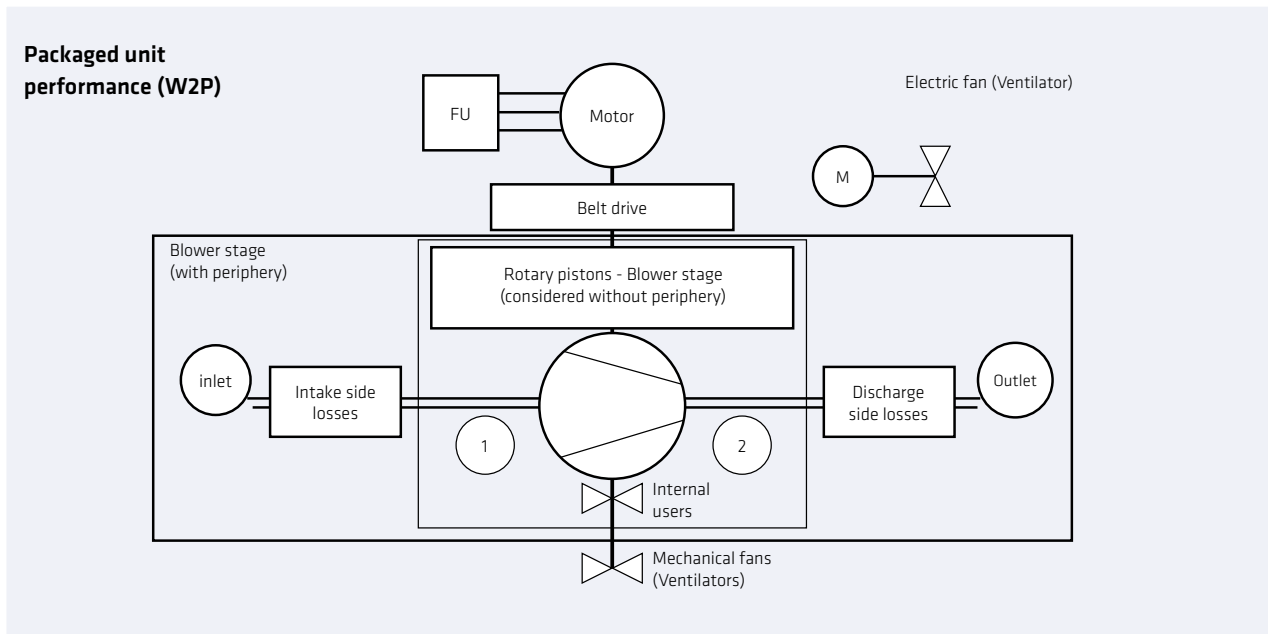 Packaged unit
performance (W2P)
Electric fan (Ventilator)
FU
Motor
M
Belt drive
Blower stage
(with periphery)
Rotary pistons - Blower stage
(considered without periphery)
inlet
Intake side
losses
Discharge
side losses
Outlet
1
2
Internal
users
Mechanical fans
(Ventilators)